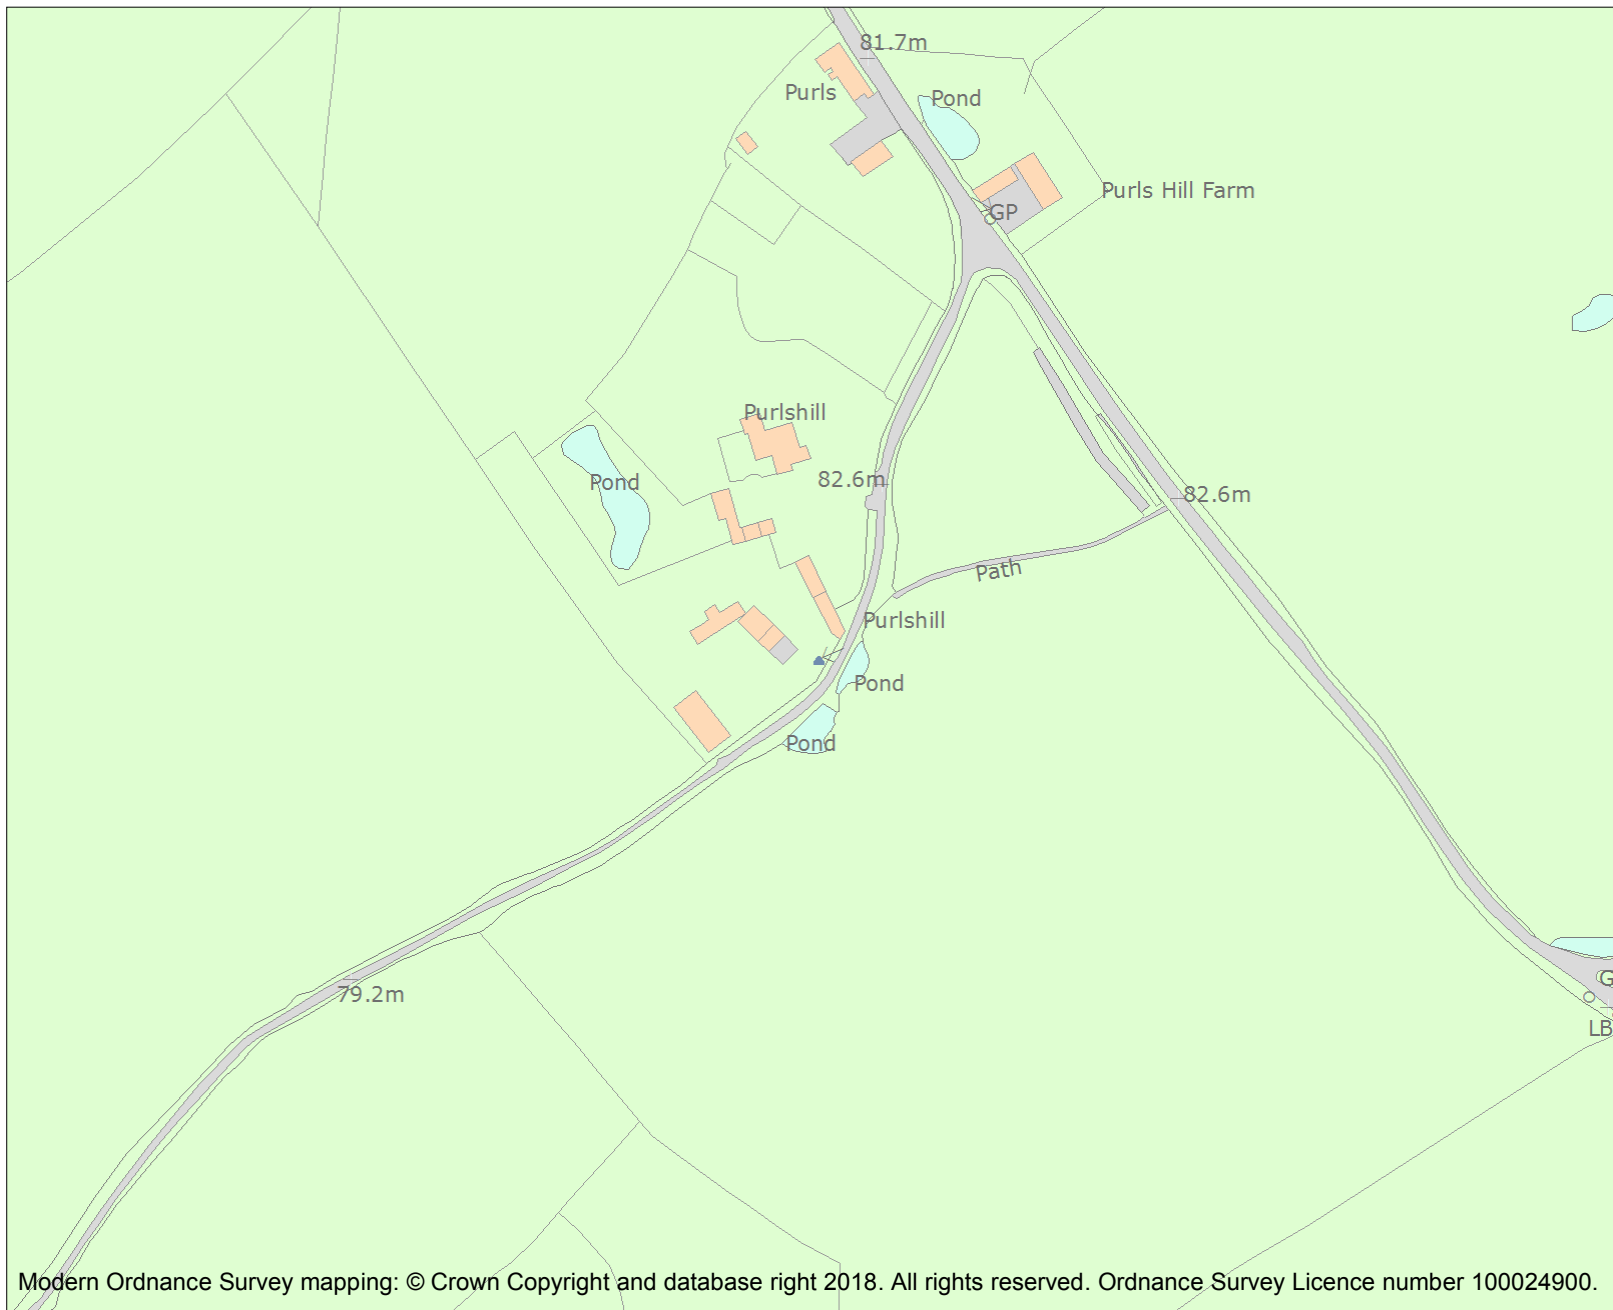 81.7m
Purls
Pond
Purls Hill Farm
GP
Purlshill
82.6m
Pond
82.6m
Path
Purlshill
Pond
Pond
79.2m
G
LB
Modern Ordnance Survey mapping: © Crown Copyright and database right 2018. All rights reserved. Ordnance Survey Licence number 100024900.